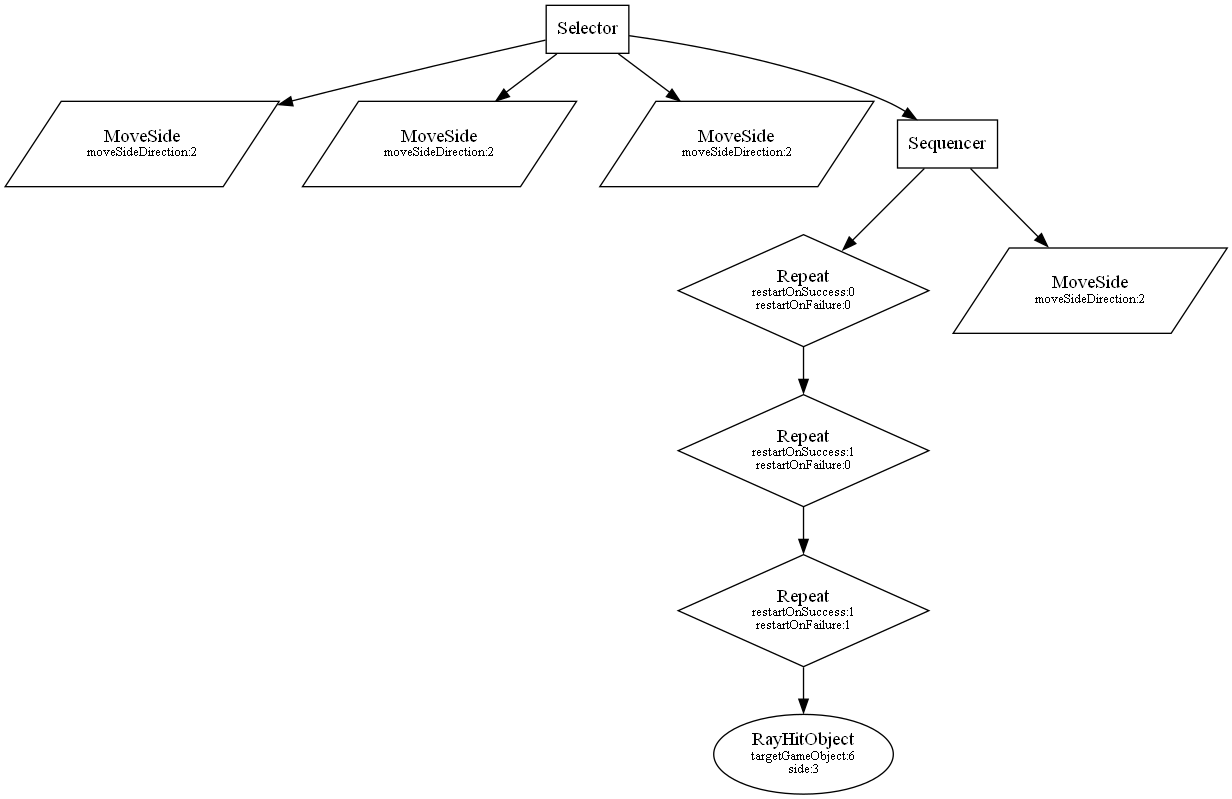 Selector
MoveSide
moveSideDirection:2
MoveSide
moveSideDirection:2
MoveSide
moveSideDirection:2
Sequencer
Repeat
restartOnSuccess:0
restartOnFailure:0
MoveSide
moveSideDirection:2
Repeat
restartOnSuccess:1
restartOnFailure:0
Repeat
restartOnSuccess:1
restartOnFailure:1
RayHitObject
targetGameObject:6
side:3